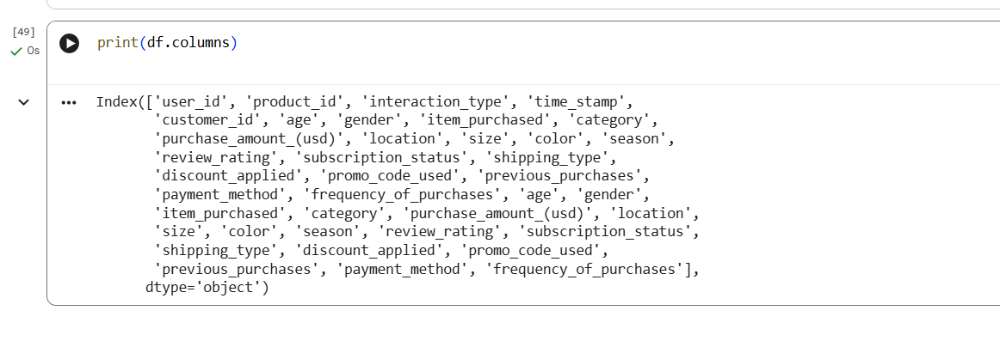 [49]
0s
print(df.columns)
Index(['user_id', 'product_id', 'interaction_type', 'time_stamp',
'customer_id', 'age', 'gender', 'item_purchased', 'category',
'purchase_amount_(usd)', 'location', 'size', 'color', 'season',
'review_rating', 'subscription_status', 'shipping_type',
'discount_applied', 'promo_code_used', 'previous_purchases',
'payment_method', 'frequency_of_purchases', 'age', 'gender',
'item_purchased', 'category', 'purchase_amount_(usd)', 'location',
'size', 'color', 'season', 'review_rating', 'subscription_status',
'shipping_type', 'discount_applied', 'promo_code_used',
'previous_purchases', 'payment_method', 'frequency_of_purchases'],
dtype='object')